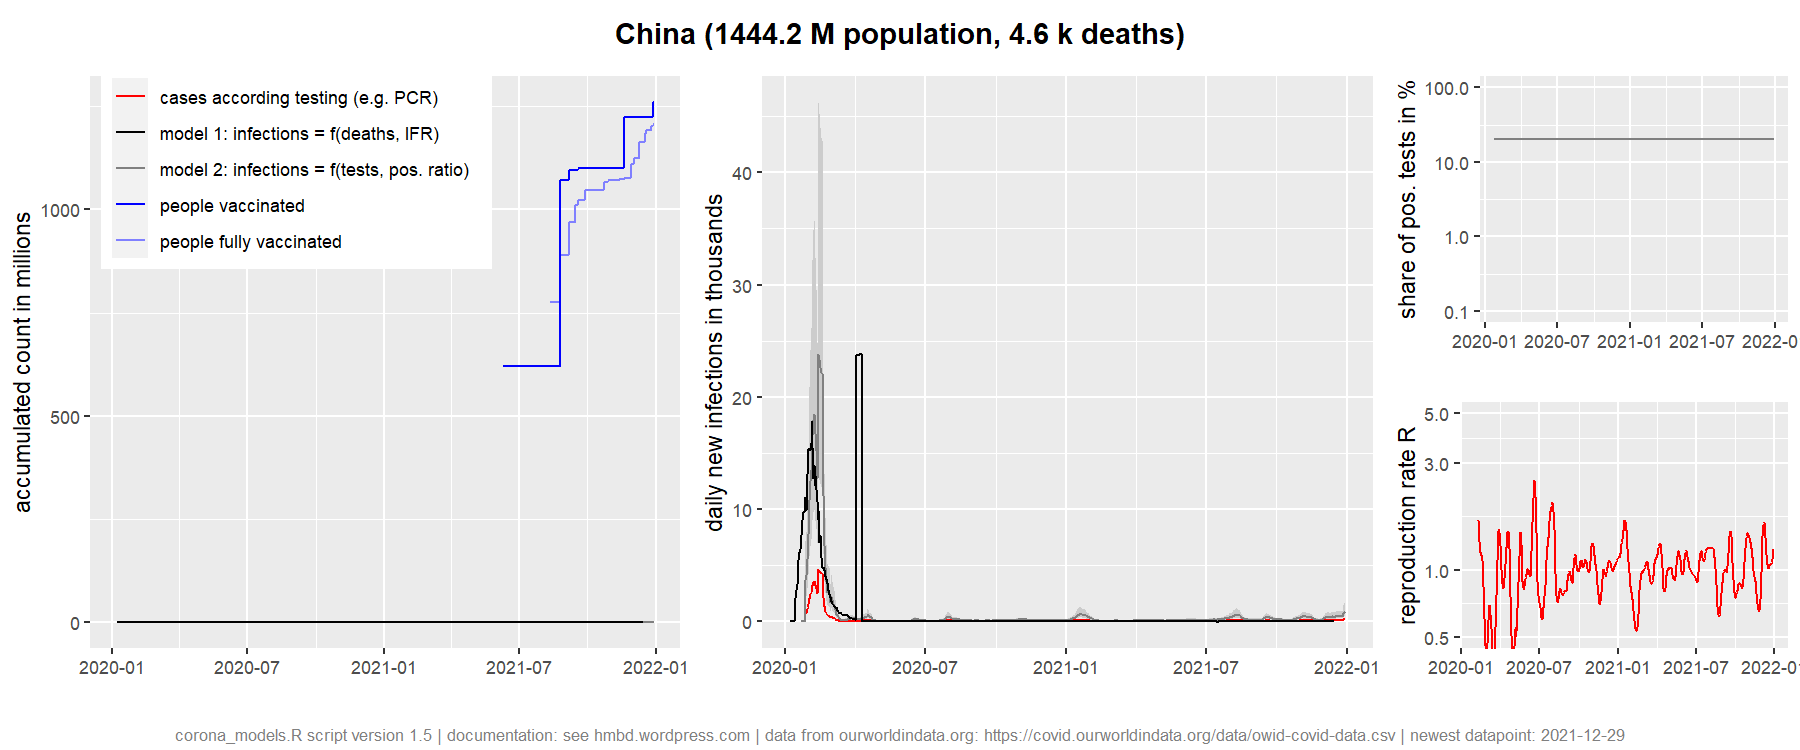 China (1444.2 M population, 4.6 k deaths)
accumulated count in millions
1000
500
0
2020-01 2020-07 2021-01 2021-07 2022-01
cases according testing (e.g. PCR)
model 1: infections = f(deaths, IFR)
model 2: infections = f(tests, pos. ratio)
people vaccinated
people fully vaccinated
daily new infections in thousands
40
30
20
10
0
2020-01 2020-07 2021-01 2021-07 2022-01
share of pos. tests in %
100.0
10.0
1.0
0.1
2020-01 2020-07 2021-01 2021-07 2022-0
reproduction rate R
5.0
3.0
1.0
0.5
2020-01 2020-07 2021-01 2021-07 2022-0
corona_models.R script version 1.5 | documentation: see hmbd.wordpress.com | data from ourworldindata.org: https://covid.ourworldindata.org/data/owid-covid-data.csv | newest datapoint: 2021-12-29